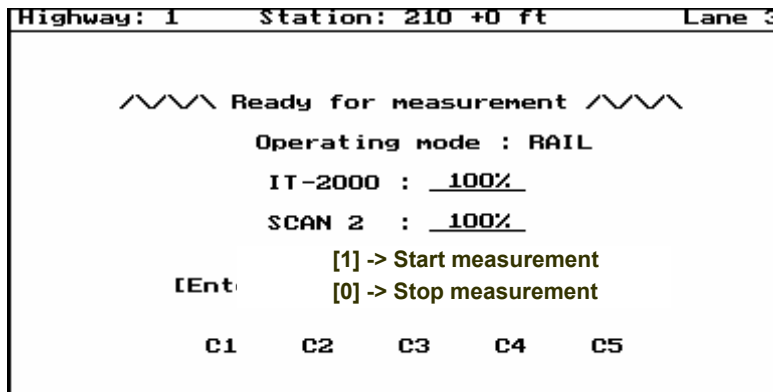 Highway: 1 Station: 210 +0 ft Lane 3
/\/\/\ Ready for measurement /\/\/\
Operating mode : RAIL
IT-2000 : 100%
SCAN 2 : 100%
[1] -> Start measurement
[Ent
[0] -> Stop measurement
C1 C2 C3 C4 C5